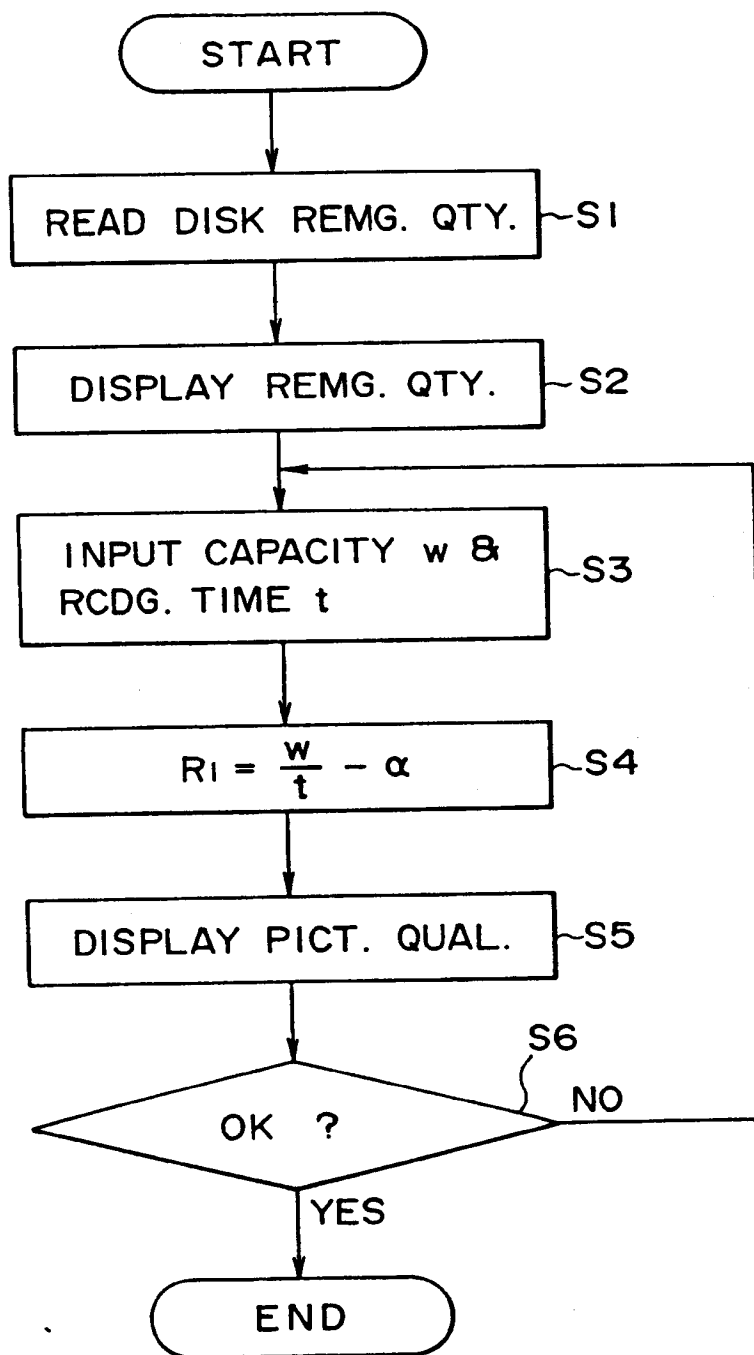 START
READ DISK REMG. QTY.
S1
DISPLAY REMG. QTY.
S2
INPUT CAPACITY w &
RCDG. TIME t
S3
R1 = w/t - α
S4
DISPLAY PICT. QUAL.
S5
S6
OK ?
NO
YES
END